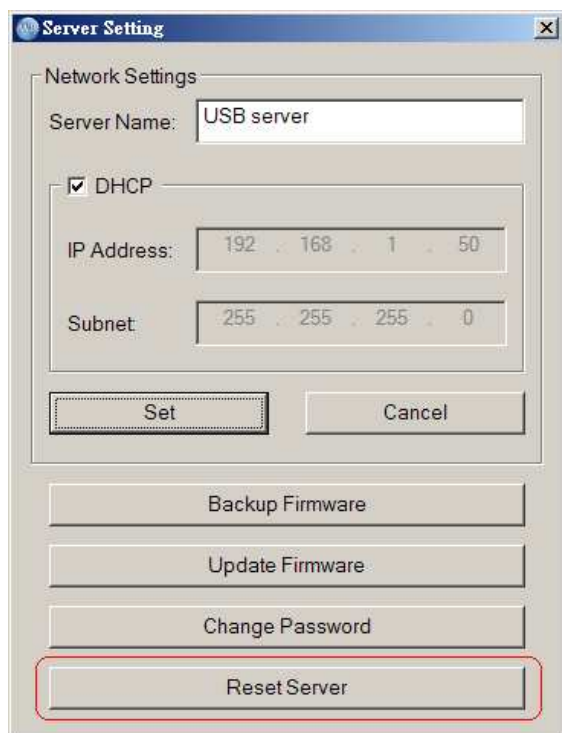 Server Setting
Network Settings
Server Name: USB server
DHCP
IP Address: 192 . 168 . 1 . 50
Subnet: 255 . 255 . 255 . 0
Set Cancel
Backup Firmware
Update Firmware
Change Password
Reset Server